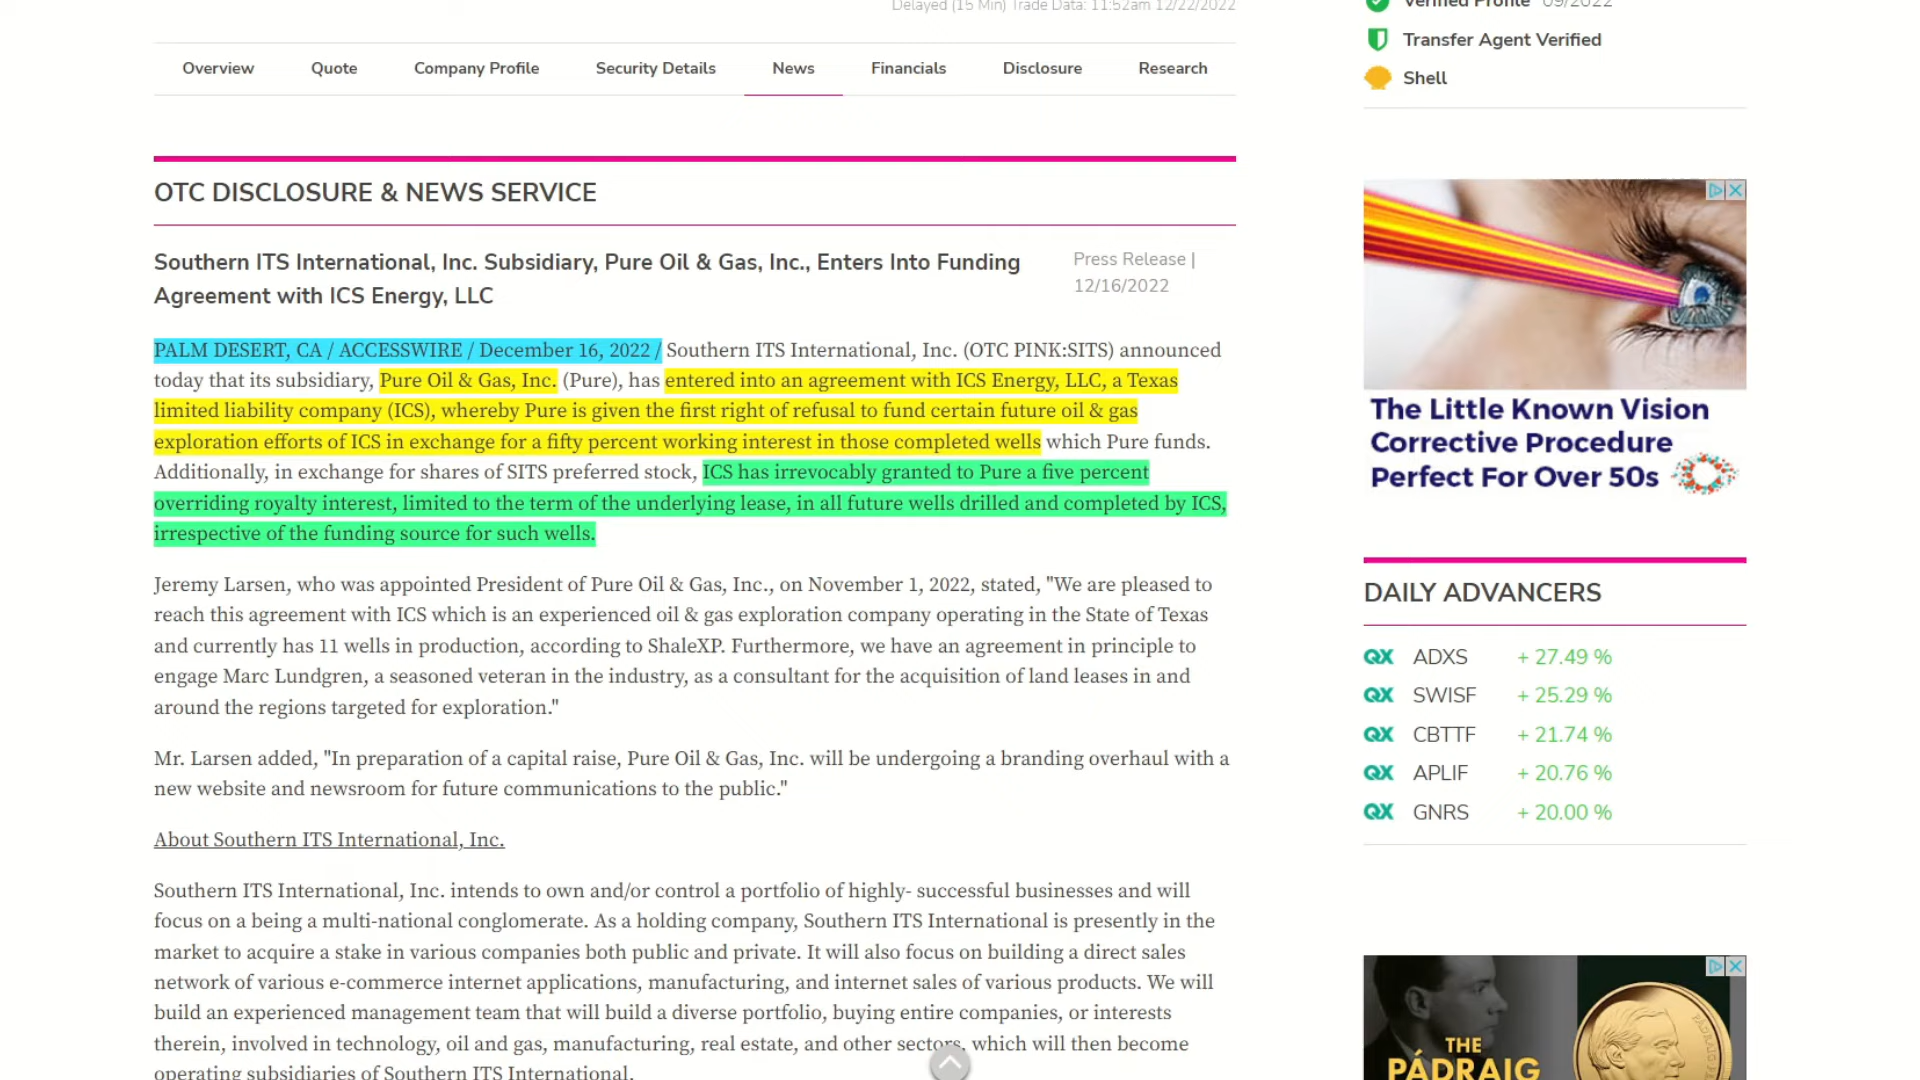 Delayed (15 Min) Trade Data: 11:52am 12/22/2022
Overview Quote Company Profile Security Details News Financials Disclosure Research
OTC DISCLOSURE & NEWS SERVICE
Southern ITS International, Inc. Subsidiary, Pure Oil & Gas, Inc., Enters Into Funding
Agreement with ICS Energy, LLC
Press Release |
12/16/2022
PALM DESERT, CA / ACCESSWIRE / December 16, 2022 / Southern ITS International, Inc. (OTC PINK:SITS) announced
today that its subsidiary, Pure Oil & Gas, Inc. (Pure), has entered into an agreement with ICS Energy, LLC, a Texas
limited liability company (ICS), whereby Pure is given the first right of refusal to fund certain future oil & gas
exploration efforts of ICS in exchange for a fifty percent working interest in those completed wells which Pure funds.
Additionally, in exchange for shares of SITS preferred stock, ICS has irrevocably granted to Pure a five percent
overriding royalty interest, limited to the term of the underlying lease, in all future wells drilled and completed by ICS,
irrespective of the funding source for such wells.
Jeremy Larsen, who was appointed President of Pure Oil & Gas, Inc., on November 1, 2022, stated, "We are pleased to
reach this agreement with ICS which is an experienced oil & gas exploration company operating in the State of Texas
and currently has 11 wells in production, according to ShaleXP. Furthermore, we have an agreement in principle to
engage Marc Lundgren, a seasoned veteran in the industry, as a consultant for the acquisition of land leases in and
around the regions targeted for exploration."
Mr. Larsen added, "In preparation of a capital raise, Pure Oil & Gas, Inc. will be undergoing a branding overhaul with a
new website and newsroom for future communications to the public."
About Southern ITS International, Inc.
Southern ITS International, Inc. intends to own and/or control a portfolio of highly- successful businesses and will
focus on a being a multi-national conglomerate. As a holding company, Southern ITS International is presently in the
market to acquire a stake in various companies both public and private. It will also focus on building a direct sales
network of various e-commerce internet applications, manufacturing, and internet sales of various products. We will
build an experienced management team that will build a diverse portfolio, buying entire companies, or interests
therein, involved in technology, oil and gas, manufacturing, real estate, and other sectors, which will then become
operating subsidiaries of Southern ITS International.
Verified Profile 09/2022
Transfer Agent Verified
Shell
The Little Known Vision
Corrective Procedure
Perfect For Over 50s
DAILY ADVANCERS
QX ADXS + 27.49 %
QX SWISF + 25.29 %
QX CBTTF + 21.74 %
QX APLIF + 20.76 %
QX GNRS + 20.00 %
THE
PÁDRAIG